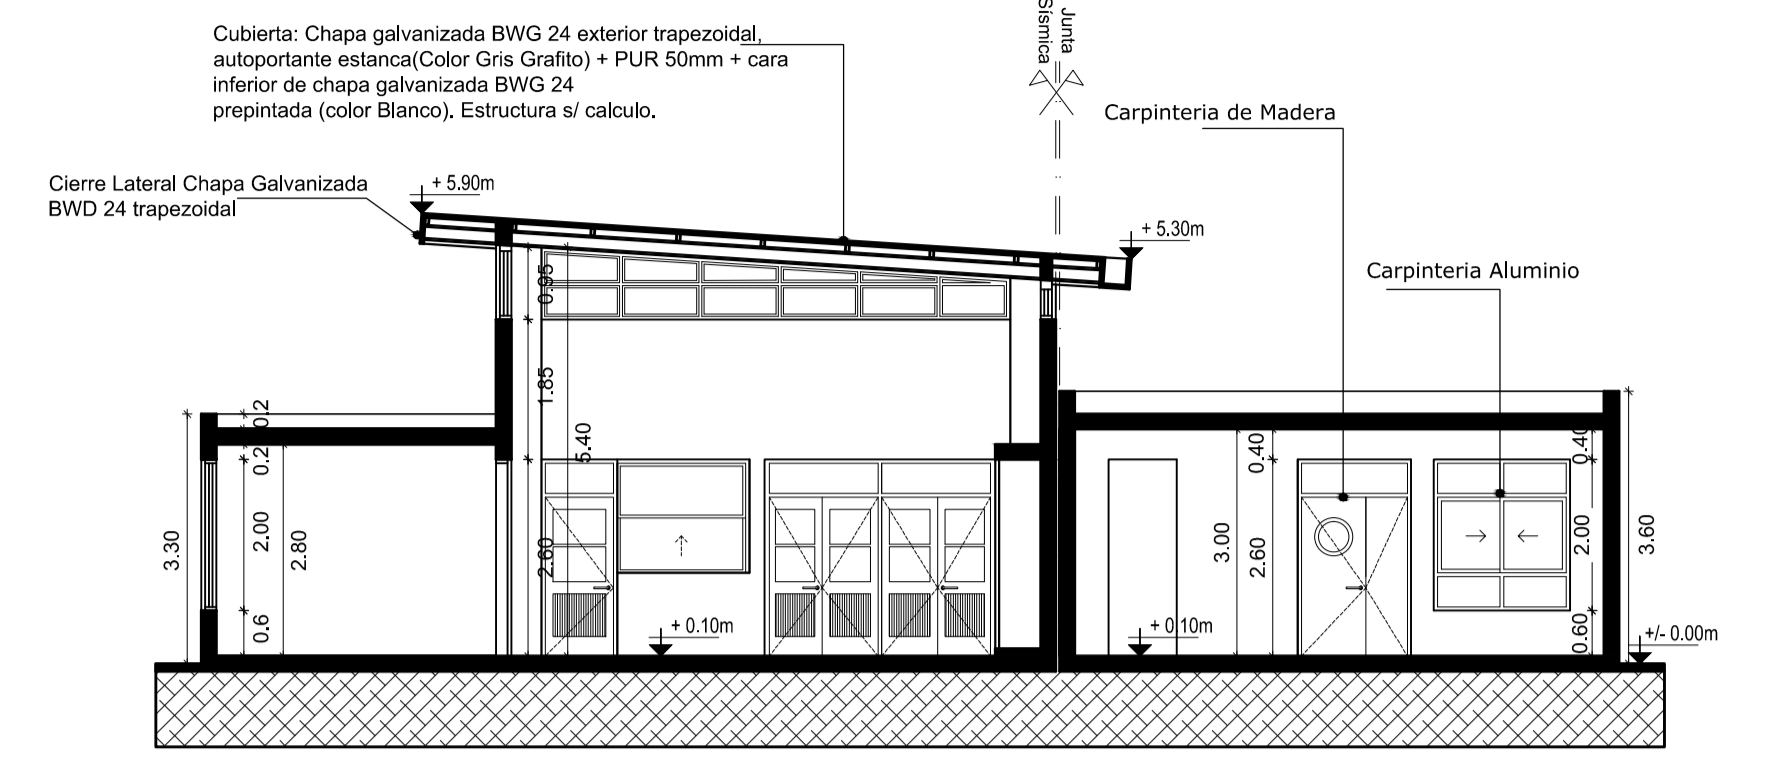 Cubierta: Chapa galvanizada BWG 24 exterior trapezoidal,
autoportante estanca(Color Gris Grafito) + PUR 50mm + cara
inferior de chapa galvanizada BWG 24
prepintada (color Blanco). Estructura s/ calculo.
Junta
Sísmica
Carpinteria de Madera
Cierre Lateral Chapa Galvanizada
BWD 24 trapezoidal
+ 5.90m
+ 5.30m
Carpinteria Aluminio
0.95
1.85
5.40
2.60
0.2
0.2
2.00
2.80
0.6
3.30
+ 0.10m
+ 0.10m
0.40
3.00
2.60
0.40
2.00
0.60
3.60
+/- 0.00m